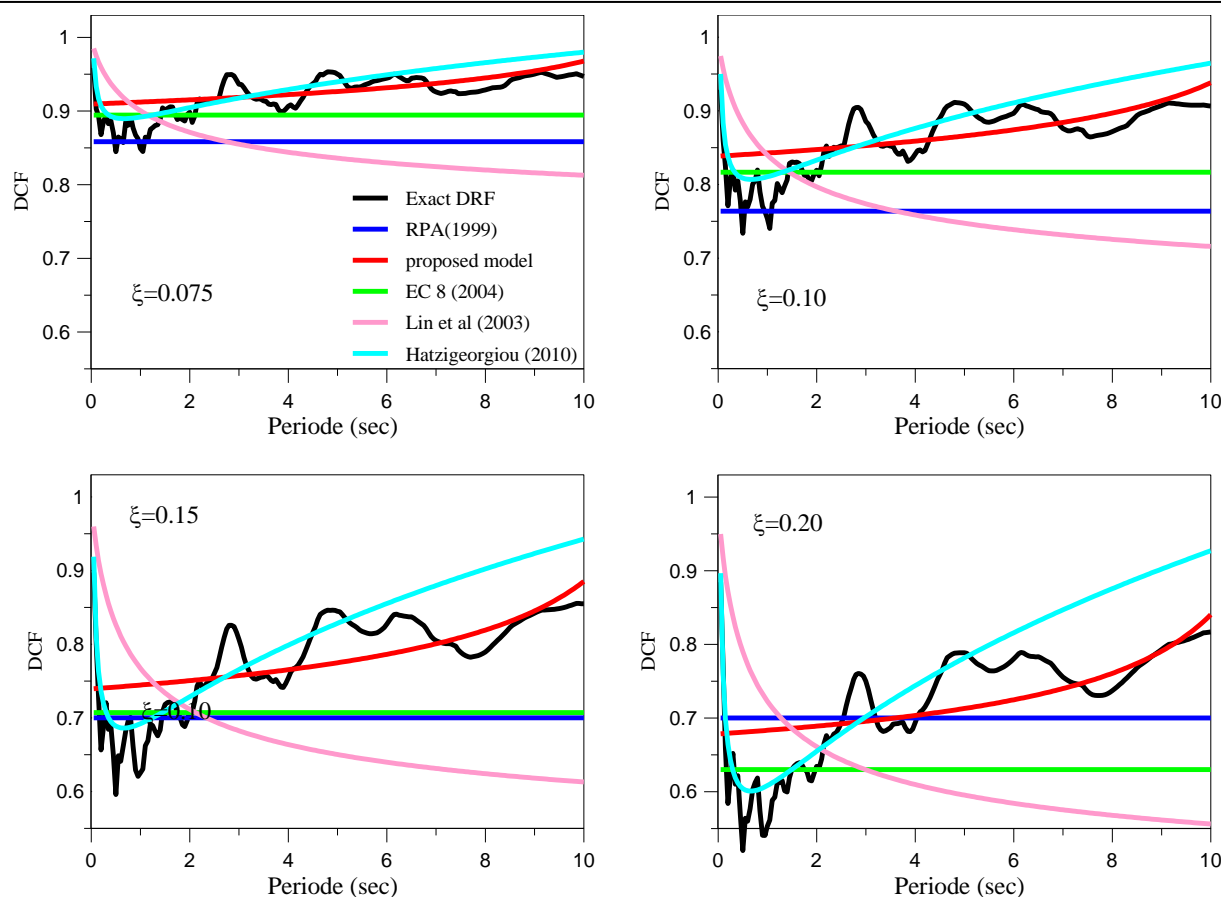 1
0.9
0.8
0.7
0.6
DCF
0 2 4 6 8 10
Periode (sec)
ξ=0.075
Exact DRF
RPA(1999)
proposed model
EC 8 (2004)
Lin et al (2003)
Hatzigeorgiou (2010)
1
0.9
0.8
0.7
0.6
DCF
0 2 4 6 8 10
Periode (sec)
ξ=0.10
1
0.9
0.8
0.7
0.6
DCF
0 2 4 6 8 10
Periode (sec)
ξ=0.15
ξ=0.10
1
0.9
0.8
0.7
0.6
DCF
0 2 4 6 8 10
Periode (sec)
ξ=0.20